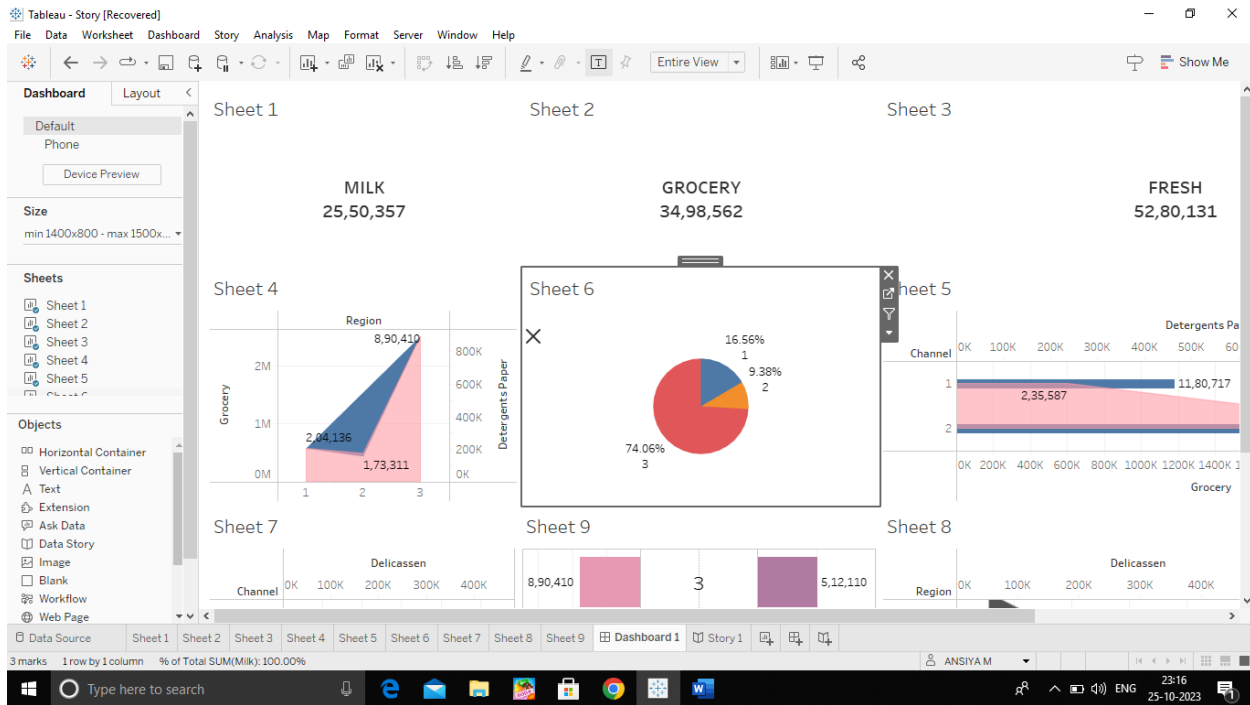 Tableau - Story [Recovered]
File Data Worksheet Dashboard Story Analysis Map Format Server Window Help
T Entire View Show Me
Dashboard Layout
Default
Phone
Device Preview
Size
min 1400x800 - max 1500x...
Sheets
Sheet 1
Sheet 2
Sheet 3
Sheet 4
Sheet 5
Objects
Horizontal Container
Vertical Container
A Text
Extension
Ask Data
Data Story
Image
Blank
Workflow
Web Page
Sheet 1
MILK
25,50,357
Sheet 2
GROCERY
34,98,562
Sheet 3
FRESH
52,80,131
Sheet 4
Region
8,90,410
2M
1M
0M
Grocery
2,04,136
1,73,311
800K
600K
400K
200K
0K
Detergents Paper
1 2 3
Sheet 6
16.56%
1
9.38%
2
74.06%
3
heet 5
Detergents Pa
Channel 0K 100K 200K 300K 400K 500K 60
1 11,80,717
2,35,587
2
0K 200K 400K 600K 800K 1000K 1200K 1400K 1
Grocery
Sheet 7
Delicassen
Channel 0K 100K 200K 300K 400K
Sheet 9
8,90,410 3 5,12,110
Sheet 8
Delicassen
Region 0K 100K 200K 300K 400K
Data Source Sheet 1 Sheet 2 Sheet 3 Sheet 4 Sheet 5 Sheet 6 Sheet 7 Sheet 8 Sheet 9 Dashboard 1 Story 1
3 marks 1 row by 1 column % of Total SUM(Milk): 100.00% ANSIYA M
Type here to search
ENG
23:16
25-10-2023
1